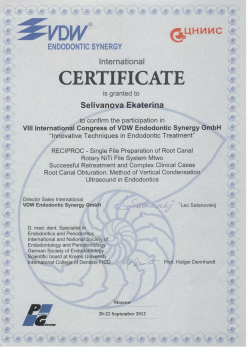 VDW®
ENDODONTIC SYNERGY
ЦНИИС
International
CERTIFICATE
is granted to
Selivanova Ekaterina
to confirm the participation in
VIII International Congress of VDW Endodontic Synergy GmbH
"Innovative Techniques in Endodontic Treatment"
RECIPROC - Single File Preparation of Root Canal
Rotary NiTi File System Mtwo
Successful Retreatment and Complex Clinical Cases
Root Canal Obturation: Method of Vertical Condensation
Ultrasound in Endodontics
Director Sales International
VDW Endodontic Synergy GmbH
Leo Setanovskij
D. med. dent. Specialist in
Endodontics and Periodontics
International and National Society of
Endodontology and Periodontology
German Society of Endodontology
Scientific board at Krems University
International College of Dentists FICD
Prof. Holger Dennhardt
Moscow
20-22 September 2012